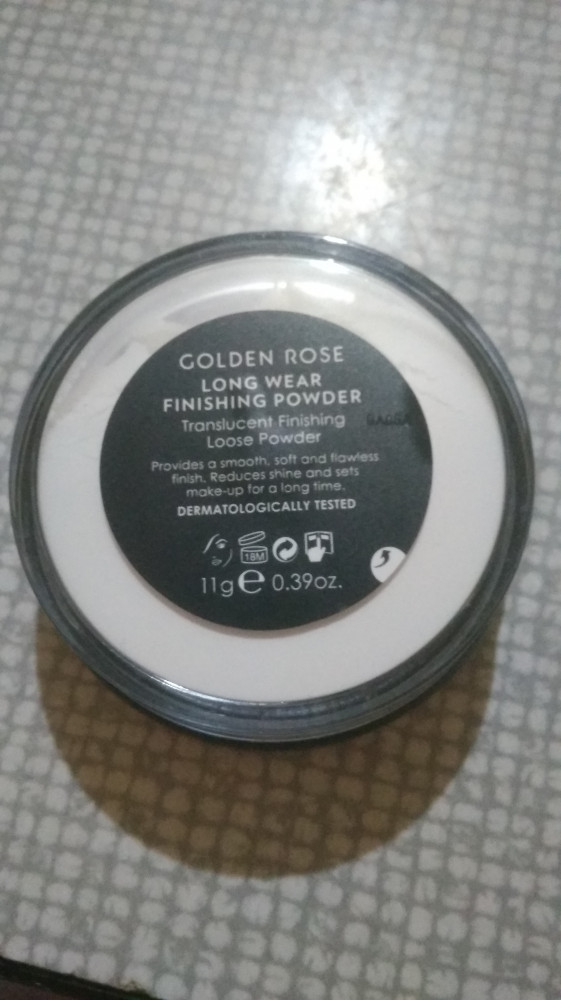 GOLDEN ROSE
LONG WEAR
FINISHING POWDER
Translucent Finishing
Loose Powder
Provides a smooth, soft and flawless
finish. Reduces shine and sets
make-up for a long time.
DERMATOLOGICALLY TESTED
18M
11g e 0.39oz.